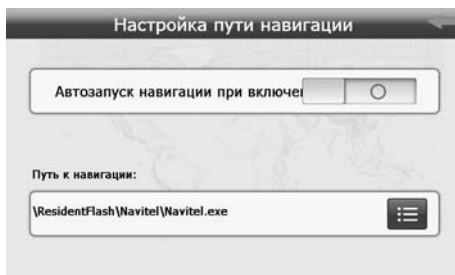 Настройка пути навигации
Автозапуск навигации при включе
Путь к навигации:
\ResidentFlash\Navitel\Navitel.exe